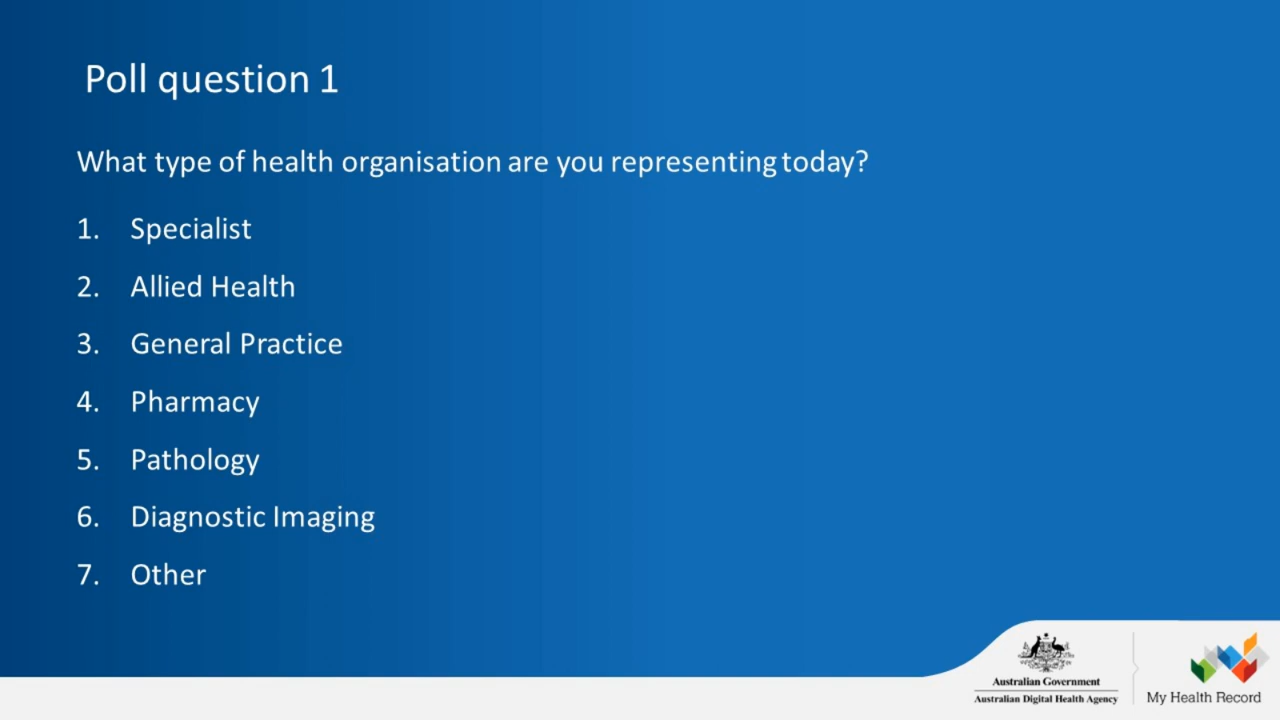 Poll question 1
What type of health organisation are you representing today?
1. Specialist
2. Allied Health
3. General Practice
4. Pharmacy
5. Pathology
6. Diagnostic Imaging
7. Other
Australian Government
Australian Digital Health Agency
My Health Record